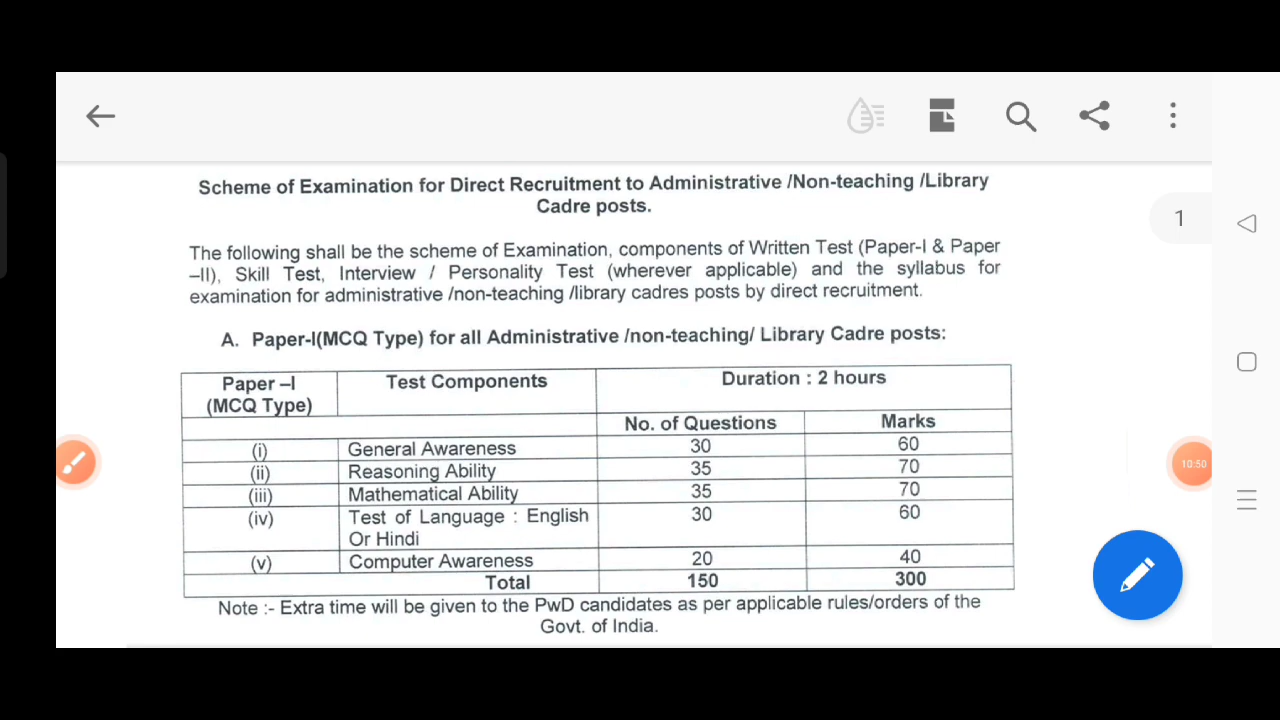 Scheme of Examination for Direct Recruitment to Administrative /Non-teaching /Library
Cadre posts.
1
The following shall be the scheme of Examination, components of Written Test (Paper-I & Paper
–II), Skill Test, Interview / Personality Test (wherever applicable) and the syllabus for
examination for administrative /non-teaching /library cadres posts by direct recruitment.
A. Paper-I(MCQ Type) for all Administrative /non-teaching/ Library Cadre posts:
Paper –I Test Components Duration : 2 hours
(MCQ Type)
No. of Questions Marks
(i) General Awareness 30 60
(ii) Reasoning Ability 35 70
(iii) Mathematical Ability 35 70
(iv) Test of Language : English 30 60
Or Hindi
(v) Computer Awareness 20 40
Total 150 300
Note :- Extra time will be given to the PwD candidates as per applicable rules/orders of the
Govt. of India.
10:50